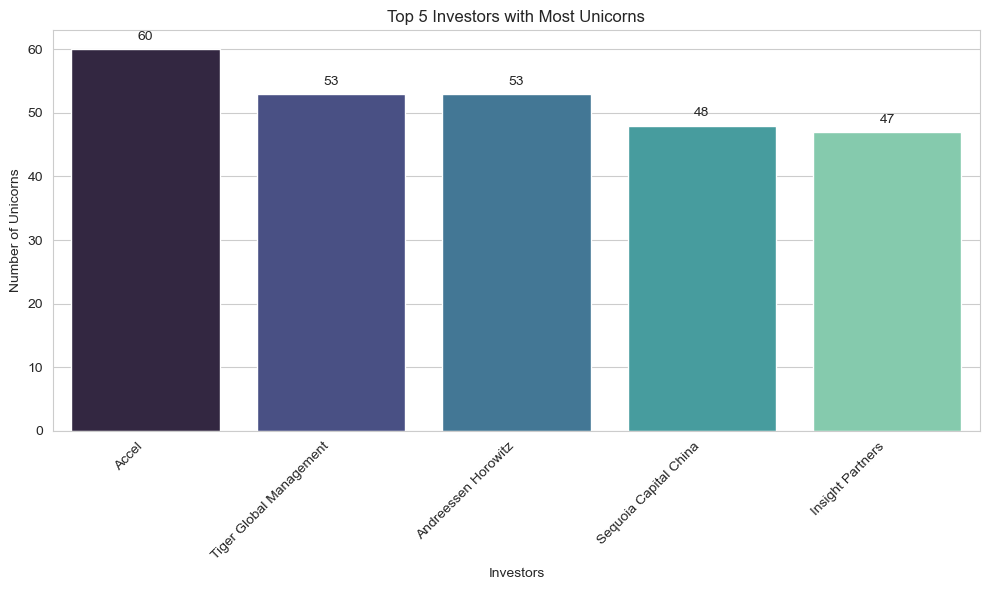 Top 5 Investors with Most Unicorns
60
53
53
48
47
60
50
40
30
20
10
0
Number of Unicorns
Accel
Tiger Global Management
Andreessen Horowitz
Sequoia Capital China
Insight Partners
Investors